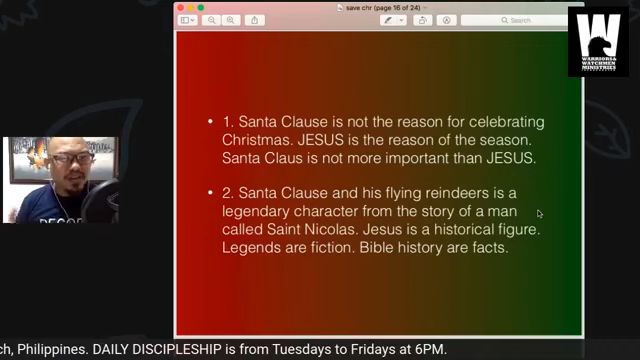 save chr (page 16 of 24)
Search
WARRIORS &
WATCHMEN
MINISTRIES
• 1. Santa Clause is not the reason for celebrating
Christmas. JESUS is the reason of the season.
Santa Claus is not more important than JESUS.
• 2. Santa Clause and his flying reindeers is a
legendary character from the story of a man
called Saint Nicolas. Jesus is a historical figure.
Legends are fiction. Bible history are facts.
ch, Philippines. DAILY DISCIPLESHIP is from Tuesdays to Fridays at 6PM.